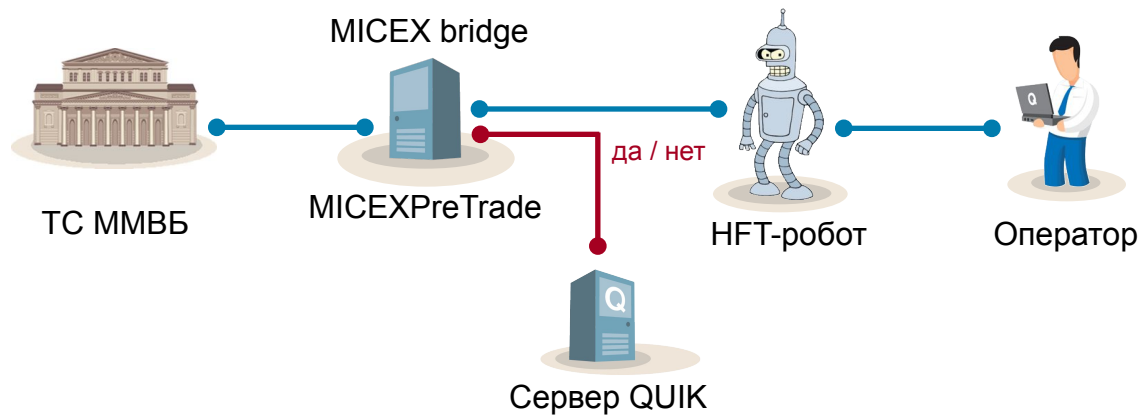 MICEX bridge
Q
да / нет
ТС ММВБ
MICEXPreTrade
HFT-робот
Оператор
Q
Сервер QUIK